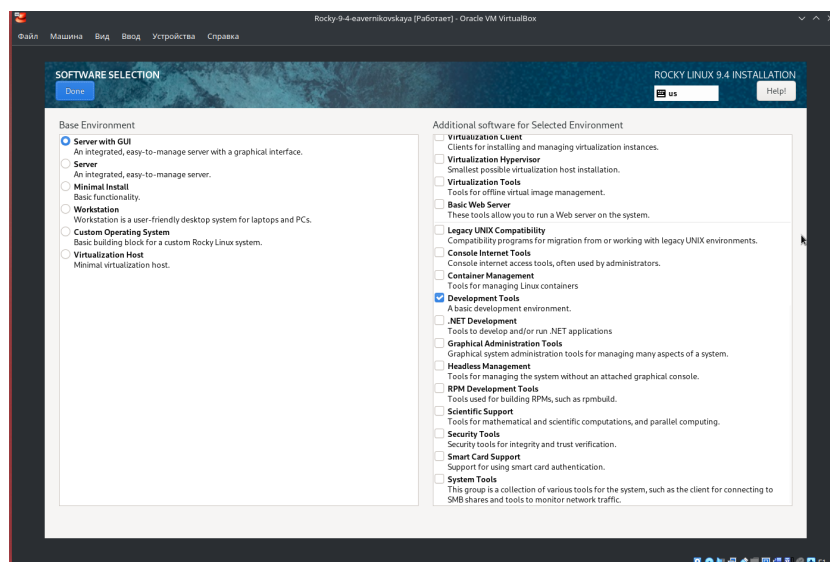 Rocky-9-4-eavernikovskaya [Работает] - Oracle VM VirtualBox
Файл Машина Вид Ввод Устройства Справка
SOFTWARE SELECTION
Done
ROCKY LINUX 9.4 INSTALLATION
us
Help!
Base Environment
Server with GUI
An integrated, easy-to-manage server with a graphical interface.
Server
An integrated, easy-to-manage server.
Minimal Install
Basic functionality.
Workstation
Workstation is a user-friendly desktop system for laptops and PCs.
Custom Operating System
Basic building block for a custom Rocky Linux system.
Virtualization Host
Minimal virtualization host.
Additional software for Selected Environment
Virtualization Client
Clients for installing and managing virtualization instances.
Virtualization Hypervisor
Smallest possible virtualization host installation.
Virtualization Tools
Tools for offline virtual image management.
Basic Web Server
These tools allow you to run a Web server on the system.
Legacy UNIX Compatibility
Compatibility programs for migration from or working with legacy UNIX environments.
Console Internet Tools
Console internet access tools, often used by administrators.
Container Management
Tools for managing Linux containers
Development Tools
A basic development environment.
.NET Development
Tools to develop and/or run .NET applications
Graphical Administration Tools
Graphical system administration tools for managing many aspects of a system.
Headless Management
Tools for managing the system without an attached graphical console.
RPM Development Tools
Tools used for building RPMs, such as rpmbuild.
Scientific Support
Tools for mathematical and scientific computations, and parallel computing.
Security Tools
Security tools for integrity and trust verification.
Smart Card Support
Support for using smart card authentication.
System Tools
This group is a collection of various tools for the system, such as the client for connecting to
SMB shares and tools to monitor network traffic.